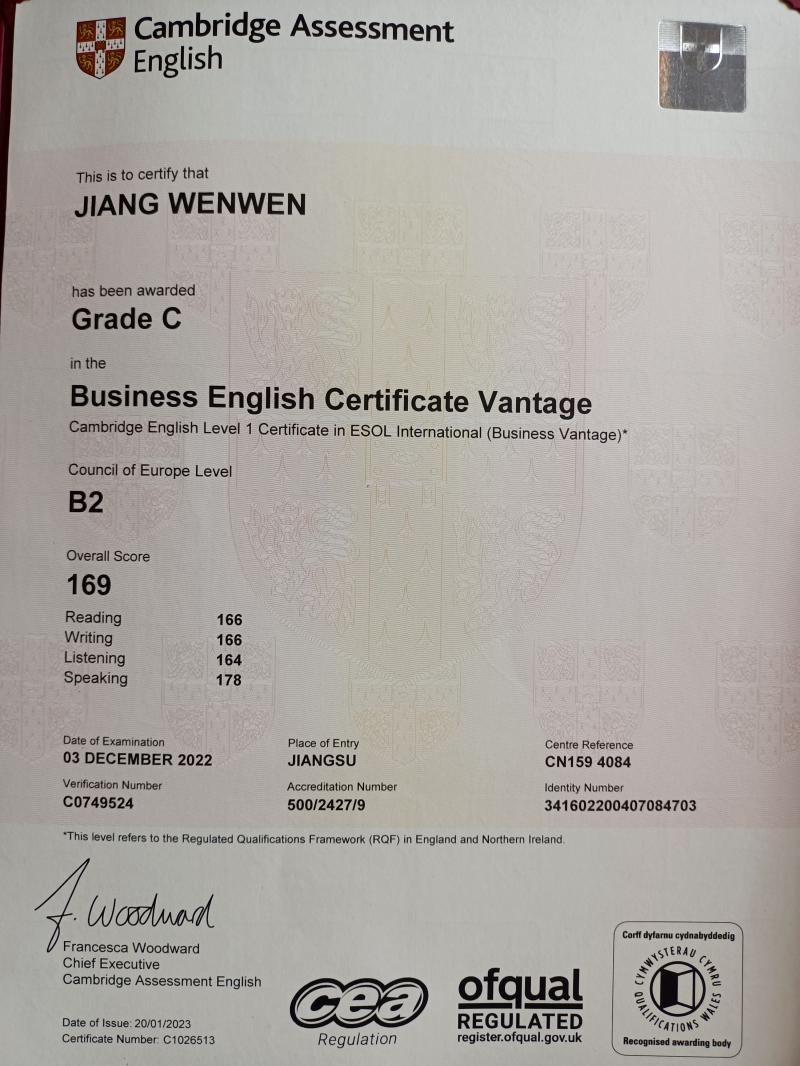 Cambridge Assessment
English
This is to certify that
JIANG WENWEN
has been awarded
Grade C
in the
Business English Certificate Vantage
Cambridge English Level 1 Certificate in ESOL International (Business Vantage)*
Council of Europe Level
B2
Overall Score
169
Reading 166
Writing 166
Listening 164
Speaking 178
Date of Examination Place of Entry Centre Reference
03 DECEMBER 2022 JIANGSU CN159 4084
Verification Number Accreditation Number Identity Number
C0749524 500/2427/9 341602200407084703
*This level refers to the Regulated Qualifications Framework (RQF) in England and Northern Ireland.
F. Woodward
Francesca Woodward
Chief Executive
Cambridge Assessment English
Date of Issue: 20/01/2023
Certificate Number: C1026513
cea
Regulation
ofqual
REGULATED
register.ofqual.gov.uk
Corff dyfarnu cydnabyddedig
CYMWYSTERAU CYMRU
QUALIFICATIONS WALES
Recognised awarding body